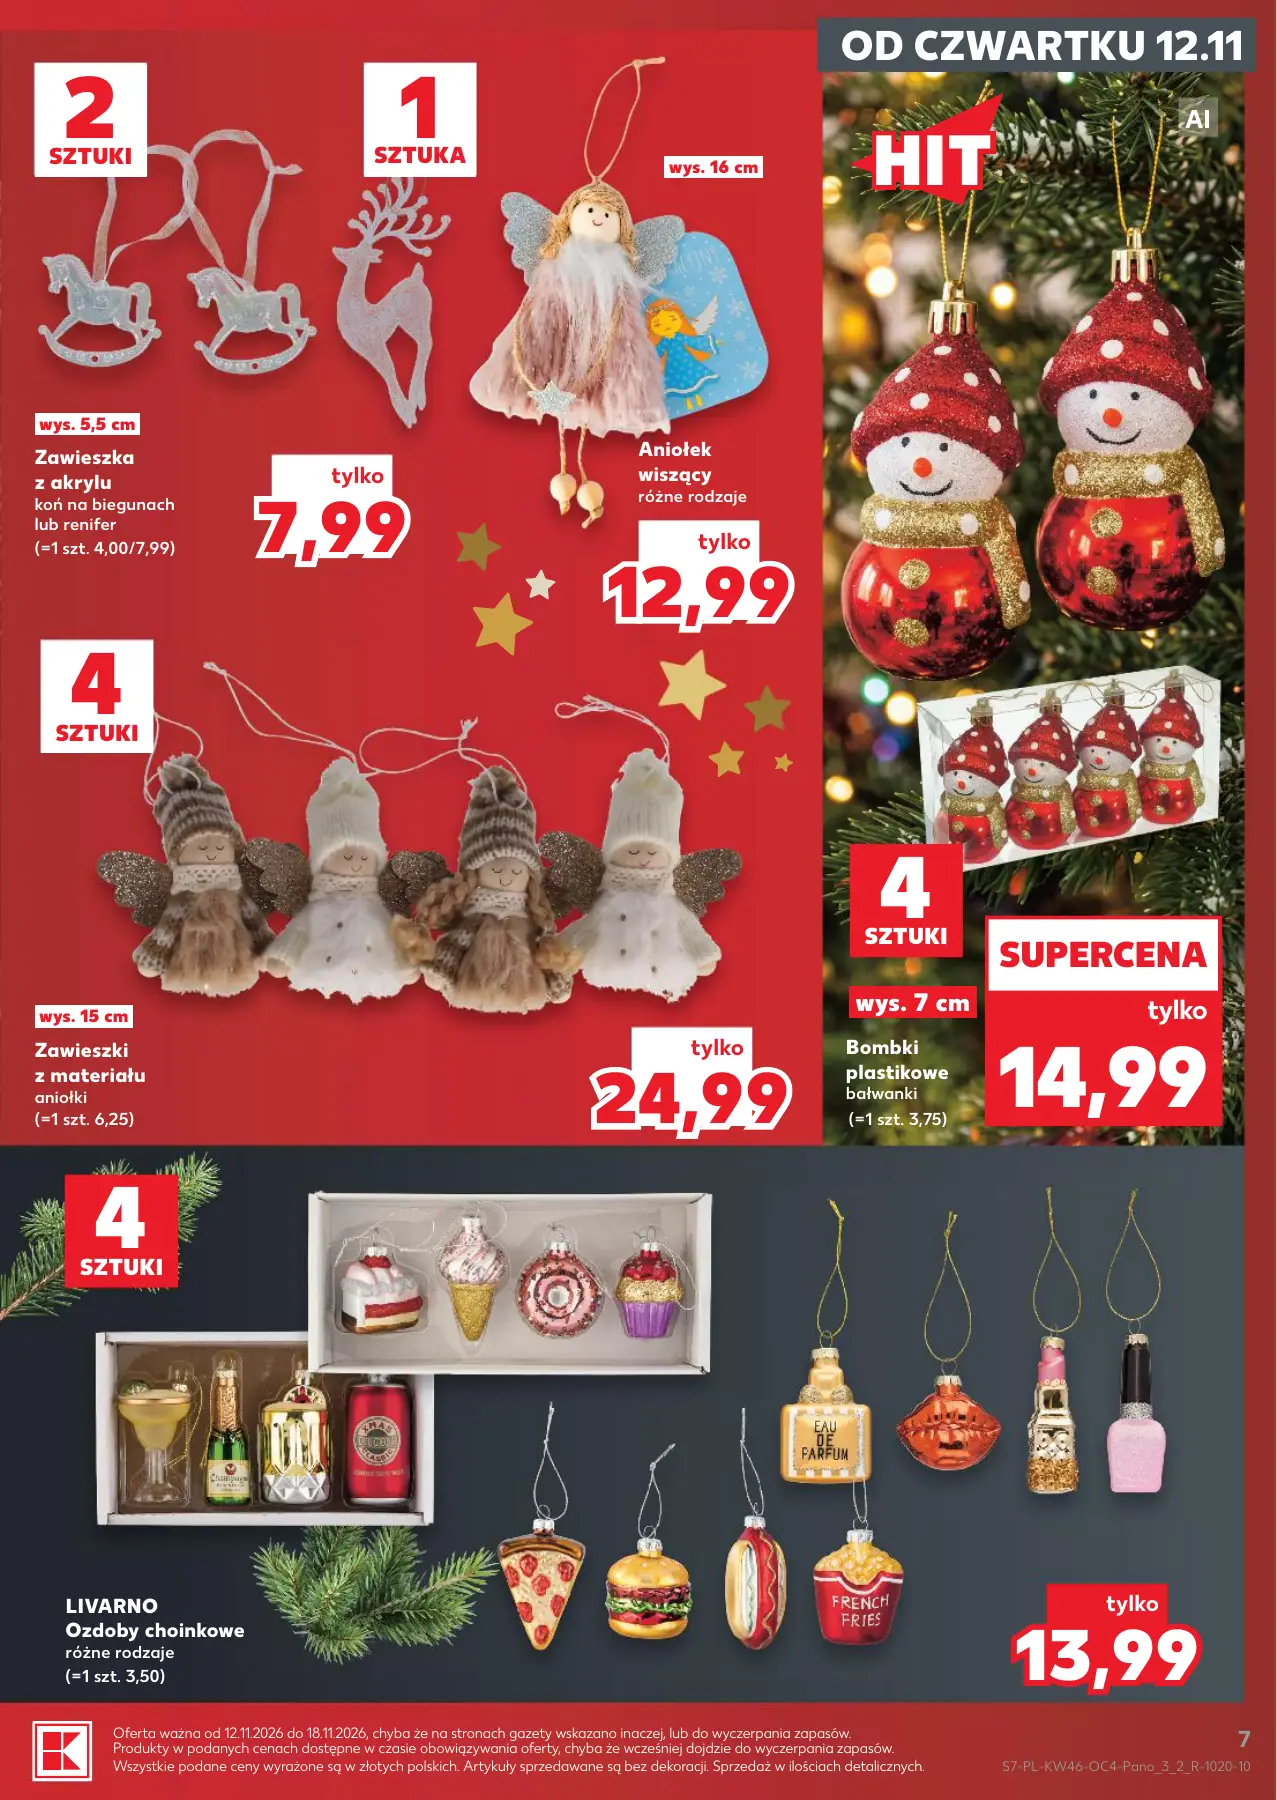 OD CZWARTKU 12.11
2
SZTUKI
1
SZTUKA
wys. 16 cm
HIT
AI
wys. 5,5 cm
Zawieszka
z akrylu
koń na biegunach
lub renifer
(=1 szt. 4,00/7,99)
tylko
7,99
Aniołek
wiszący
różne rodzaje
tylko
12,99
4
SZTUKI
wys. 15 cm
Zawieszki
z materiału
aniołki
(=1 szt. 6,25)
tylko
24,99
4
SZTUKI
wys. 7 cm
Bombki
plastikowe
bałwanki
(=1 szt. 3,75)
SUPERCENA
tylko
14,99
4
SZTUKI
EAU
DE
PARFUM
Champagne
XMAS
FRENCH
FRIES
LIVARNO
Ozdoby choinkowe
różne rodzaje
(=1 szt. 3,50)
tylko
13,99
Oferta ważna od 12.11.2026 do 18.11.2026, chyba że na stronach gazety wskazano inaczej, lub do wyczerpania zapasów.
Produkty w podanych cenach dostępne w czasie obowiązywania oferty, chyba że wcześniej dojdzie do wyczerpania zapasów.
Wszystkie podane ceny wyrażone są w złotych polskich. Artykuły sprzedawane są bez dekoracji. Sprzedaż w ilościach detalicznych.
7
S7-PL-KW46-OC4-Pano_3_2_R-1020-10